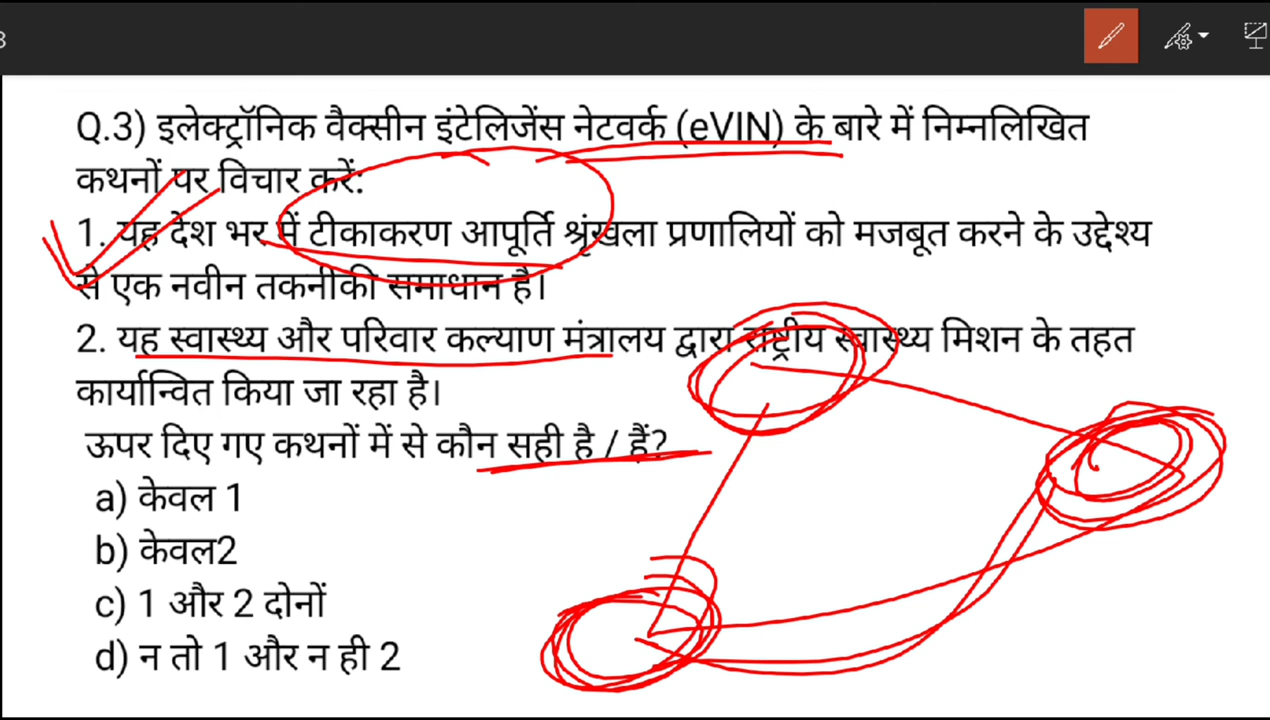 3
Q.3) इलेक्ट्रॉनिक वैक्सीन इंटेलिजेंस नेटवर्क (eVIN) के बारे में निम्नलिखित
कथनों पर विचार करें:
1. यह देश भर में टीकाकरण आपूर्ति श्रृंखला प्रणालियों को मजबूत करने के उद्देश्य
से एक नवीन तकनीकी समाधान है।
2. यह स्वास्थ्य और परिवार कल्याण मंत्रालय द्वारा राष्ट्रीय स्वास्थ्य मिशन के तहत
कार्यान्वित किया जा रहा है।
ऊपर दिए गए कथनों में से कौन सही है / हैं?
a) केवल 1
b) केवल2
c) 1 और 2 दोनों
d) न तो 1 और न ही 2